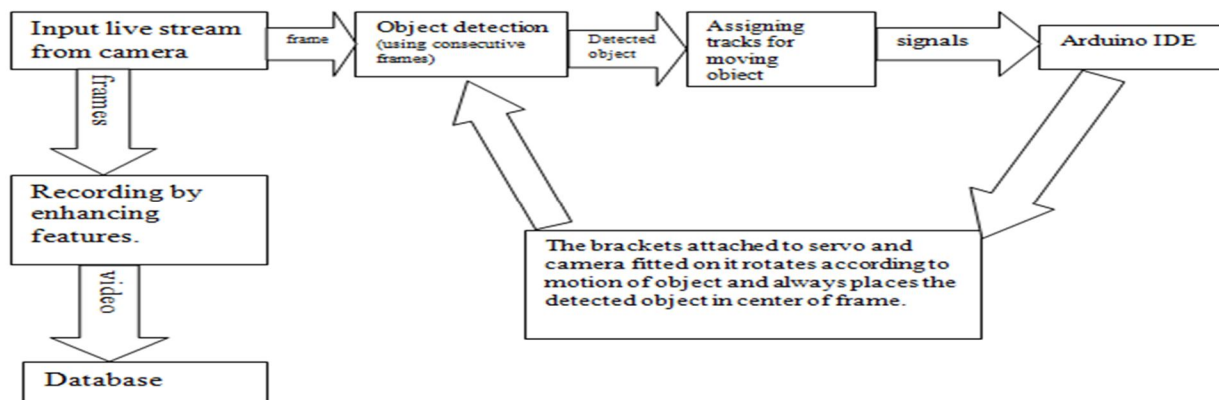 Input live stream
from camera
frame
Object detection
(using consecutive
frames)
Detected
object
Assigning
tracks for
moving
object
signals
Arduino IDE
frames
Recording by
enhancing
features.
video
Database
The brackets attached to servo and
camera fitted on it rotates according to
motion of object and always places the
detected object in center of frame.